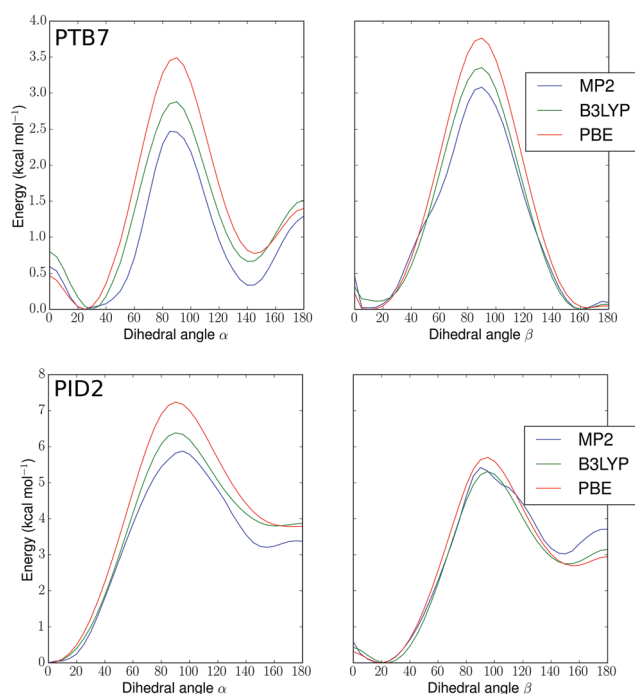 PTB7
Energy (kcal mol⁻¹)
4.0
3.5
3.0
2.5
2.0
1.5
1.0
0.5
0.0
0 20 40 60 80 100 120 140 160 180
Dihedral angle α
MP2
B3LYP
PBE
0 20 40 60 80 100 120 140 160 180
Dihedral angle β
PID2
Energy (kcal mol⁻¹)
8
7
6
5
4
3
2
1
0
0 20 40 60 80 100 120 140 160 180
Dihedral angle α
MP2
B3LYP
PBE
0 20 40 60 80 100 120 140 160 180
Dihedral angle β